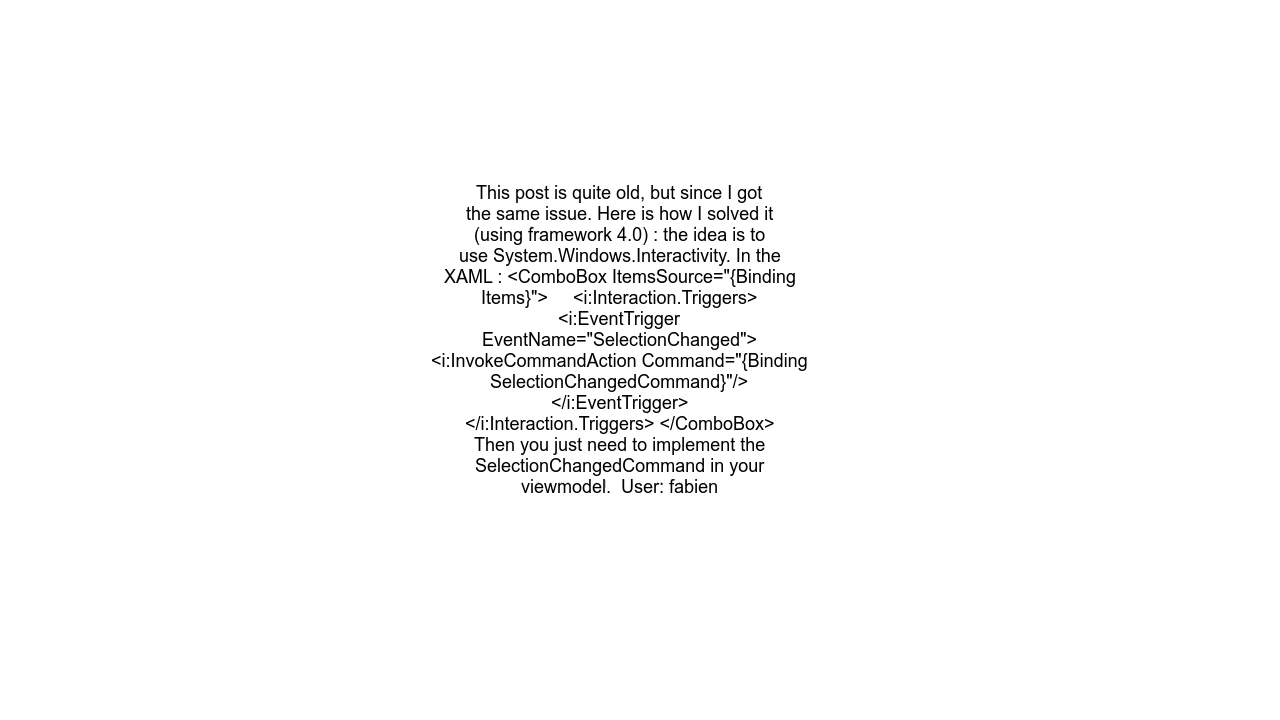 This post is quite old, but since I got
the same issue. Here is how I solved it
(using framework 4.0) : the idea is to
use System.Windows.Interactivity. In the
XAML : <ComboBox ItemsSource="{Binding
Items}">     <i:Interaction.Triggers>
<i:EventTrigger
EventName="SelectionChanged">
<i:InvokeCommandAction Command="{Binding
SelectionChangedCommand}"/>
</i:EventTrigger>
</i:Interaction.Triggers> </ComboBox>
Then you just need to implement the
SelectionChangedCommand in your
viewmodel.  User: fabien